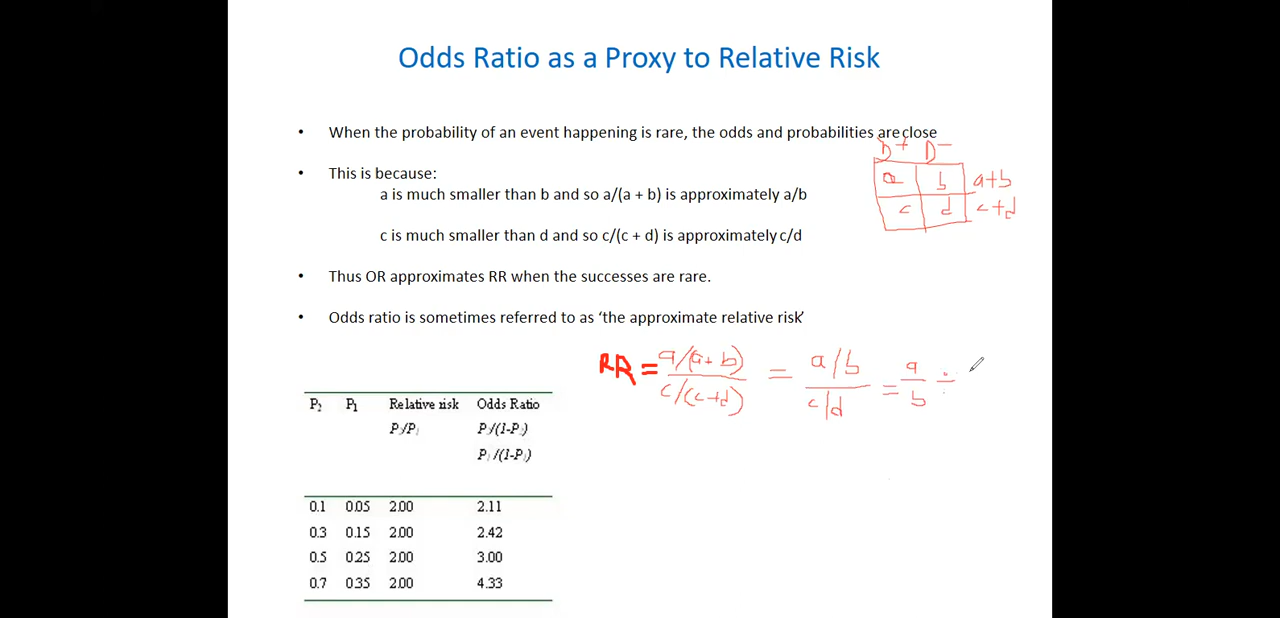 Odds Ratio as a Proxy to Relative Risk
• When the probability of an event happening is rare, the odds and probabilities are close
• This is because:
a is much smaller than b and so a/(a + b) is approximately a/b
c is much smaller than d and so c/(c + d) is approximately c/d
• Thus OR approximates RR when the successes are rare.
• Odds ratio is sometimes referred to as ‘the approximate relative risk’
D+ D−
a b a+b
c d c+d
RR = a/(a+b) / c/(c+d) = a/b / c/d = a/b ÷
P₂ P₁ Relative risk Odds Ratio
P₂/P₁ P₂/(1-P₂)
P₁/(1-P₁)
0.1 0.05 2.00 2.11
0.3 0.15 2.00 2.42
0.5 0.25 2.00 3.00
0.7 0.35 2.00 4.33